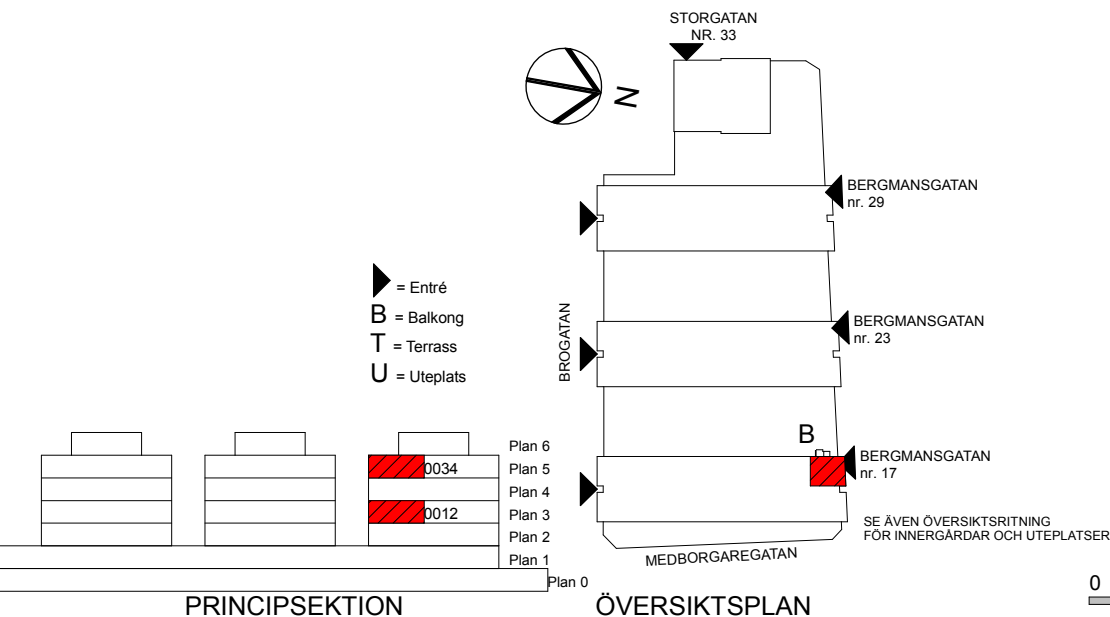 STORGATAN
NR. 33
N
BERGMANSGATAN
nr. 29
= Entré
B = Balkong
T = Terrass
U = Uteplats
BROGATAN
BERGMANSGATAN
nr. 23
B
BERGMANSGATAN
nr. 17
Plan 6
0034 Plan 5
Plan 4
0012 Plan 3
Plan 2
Plan 1
Plan 0
SE ÄVEN ÖVERSIKTSRITNING
FÖR INNERGÅRDAR OCH UTEPLATSER
MEDBORGAREGATAN
0
PRINCIPSEKTION
ÖVERSIKTSPLAN